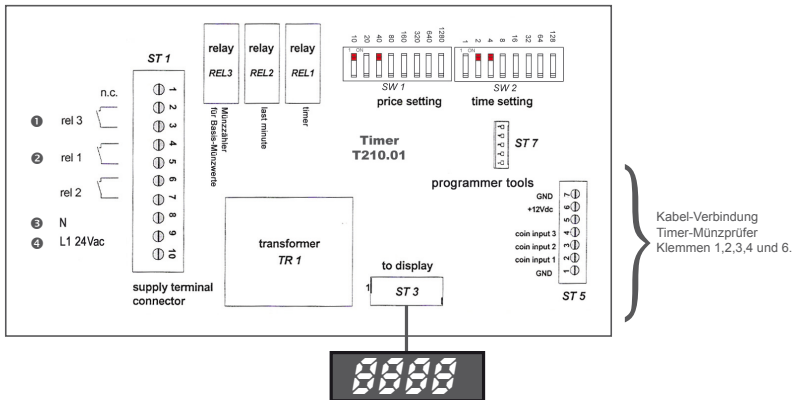 ST 1
n.c.
❶ rel 3
❷ rel 1
rel 2
❸ N
❹ L1 24Vac
1
2
3
4
5
6
7
8
9
10
supply terminal
connector
relay
REL3
Münzzähler
für Basis-Münzwerte
relay
REL2
last minute
relay
REL1
timer
10 20 40 80 160 320 640 1280
1 ON
SW 1
price setting
1 2 4 8 16 32 64 128
1 ON
SW 2
time setting
Timer
T210.01
ST 7
programmer tools
transformer
TR 1
to display
1
ST 3
GND 7
+12Vdc 6
5
coin input 3 4
coin input 2 3
coin input 1 2
GND 1
ST 5
Kabel-Verbindung
Timer-Münzprüfer
Klemmen 1,2,3,4 und 6.
8888